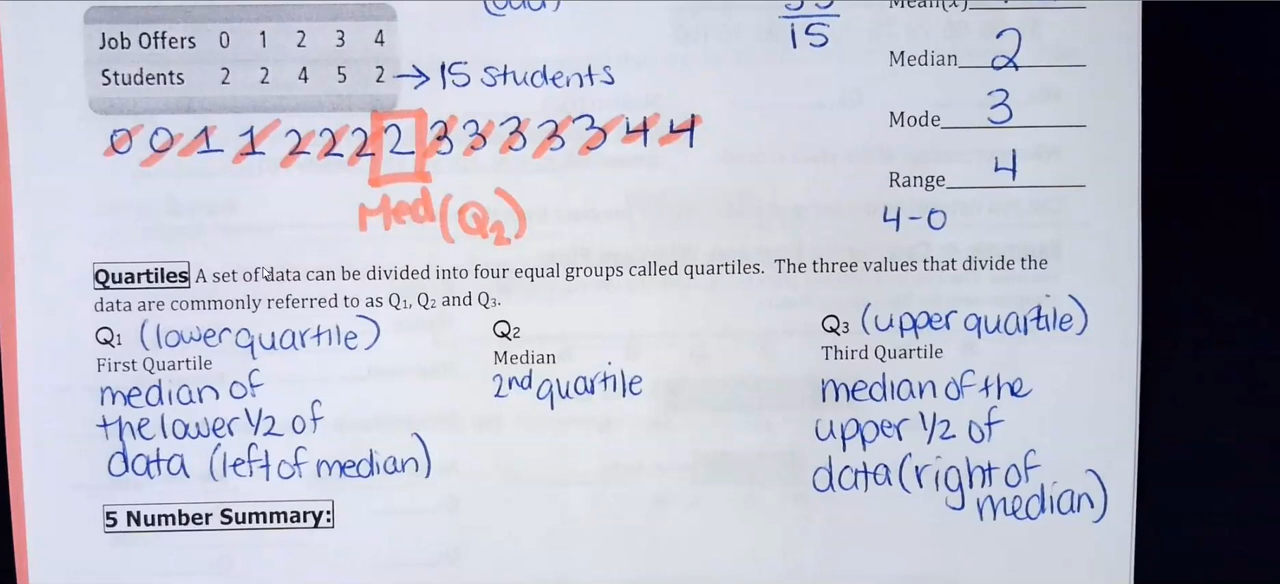 15
Median 2
Job Offers 0 1 2 3 4
Students 2 2 4 5 2 → 15 students
Mode 3
0 0 1 1 2 2 2 2 3 3 3 3 3 4 4
Range 4
4-0
Med (Q2)
Quartiles A set of data can be divided into four equal groups called quartiles. The three values that divide the
data are commonly referred to as Q1, Q2 and Q3.
Q1 (lower quartile)
First Quartile
median of
the lower 1/2 of
data (left of median)
Q2
Median
2nd quartile
Q3 (upper quartile)
Third Quartile
median of the
upper 1/2 of
data (right of
median)
5 Number Summary: